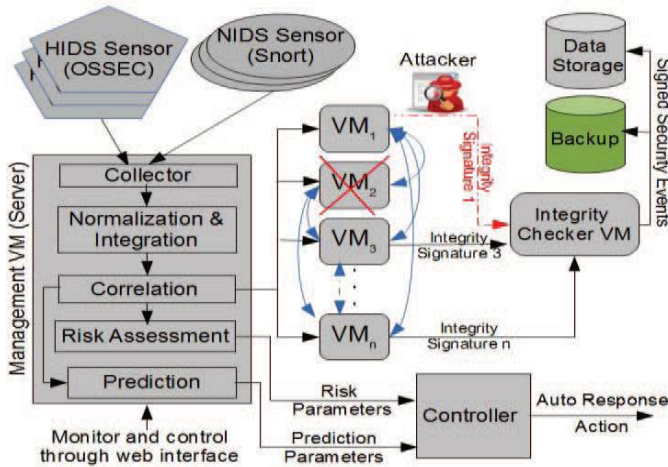 HIDS Sensor
(OSSEC)
NIDS Sensor
(Snort)
Attacker
Data
Storage
Backup
Signed Security Events
Management VM (Server)
Collector
Normalization &
Integration
Correlation
Risk Assessment
Prediction
VM1
VM2
VM3
VMn
Integrity
Signature 1
Integrity
Signature 3
Integrity
Signature n
Integrity
Checker VM
Risk
Parameters
Prediction
Parameters
Controller
Auto Response
Action
Monitor and control
through web interface